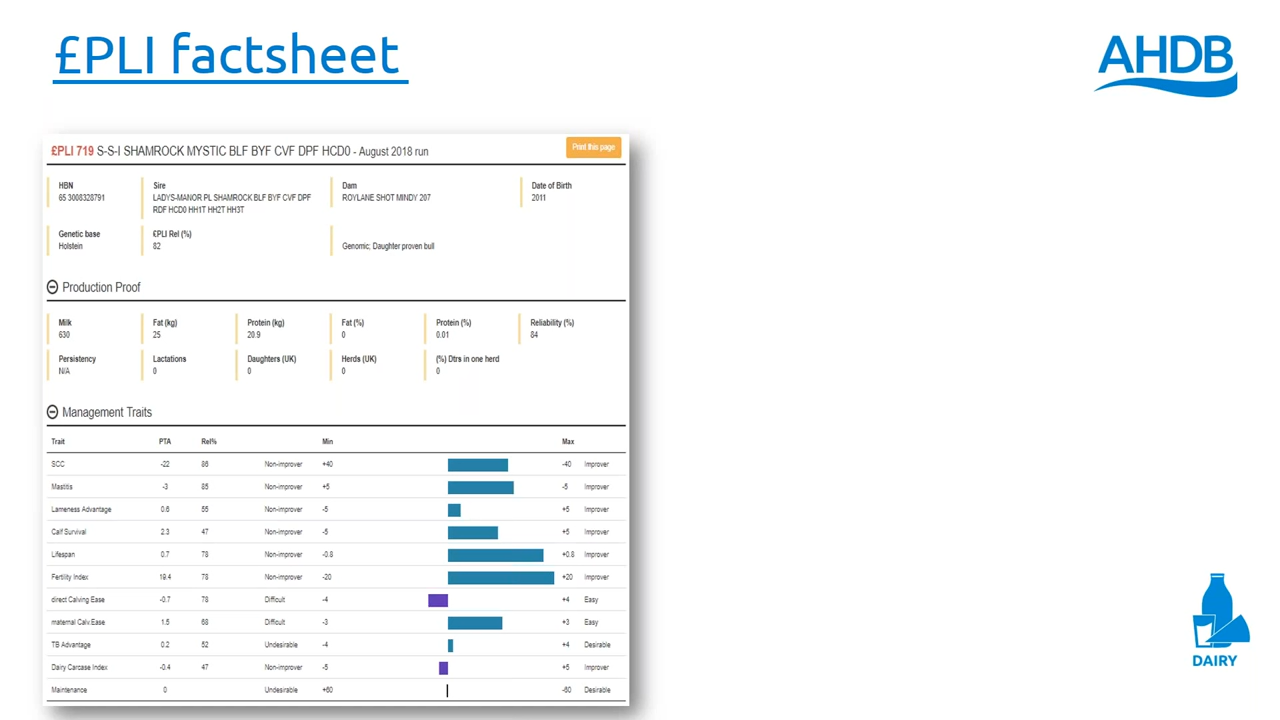 £PLI factsheet
AHDB
£PLI 719 S-S-I SHAMROCK MYSTIC BLF BYF CVF DPF HCD0 - August 2018 run
Print this page
HBN Sire Dam Date of Birth
65 3008328791 LADYS-MANOR PL SHAMROCK BLF BYF CVF DPF ROYLANE SHOT MINDY 207 2011
RDF HCD0 HH1T HH2T HH3T
Genetic base £PLI Rel (%)
Holstein 82 Genomic; Daughter proven bull
Production Proof
Milk Fat (kg) Protein (kg) Fat (%) Protein (%) Reliability (%)
630 25 20.9 0 0.01 84
Persistency Lactations Daughters (UK) Herds (UK) (%) Dtrs in one herd
N/A 0 0 0 0
Management Traits
Trait PTA Rel% Min Max
SCC -22 86 Non-improver +40 -40 Improver
Mastitis -3 85 Non-improver +5 -5 Improver
Lameness Advantage 0.6 55 Non-improver -5 +5 Improver
Calf Survival 2.3 47 Non-improver -5 +5 Improver
Lifespan 0.7 78 Non-improver -0.8 +0.8 Improver
Fertility Index 19.4 78 Non-improver -20 +20 Improver
direct Calving Ease -0.7 78 Difficult -4 +4 Easy
maternal Calv.Ease 1.5 68 Difficult -3 +3 Easy
TB Advantage 0.2 52 Undesirable -4 +4 Desirable
Dairy Carcase Index -0.4 47 Non-improver -5 +5 Improver
Maintenance 0 Undesirable +60 -60 Desirable
DAIRY